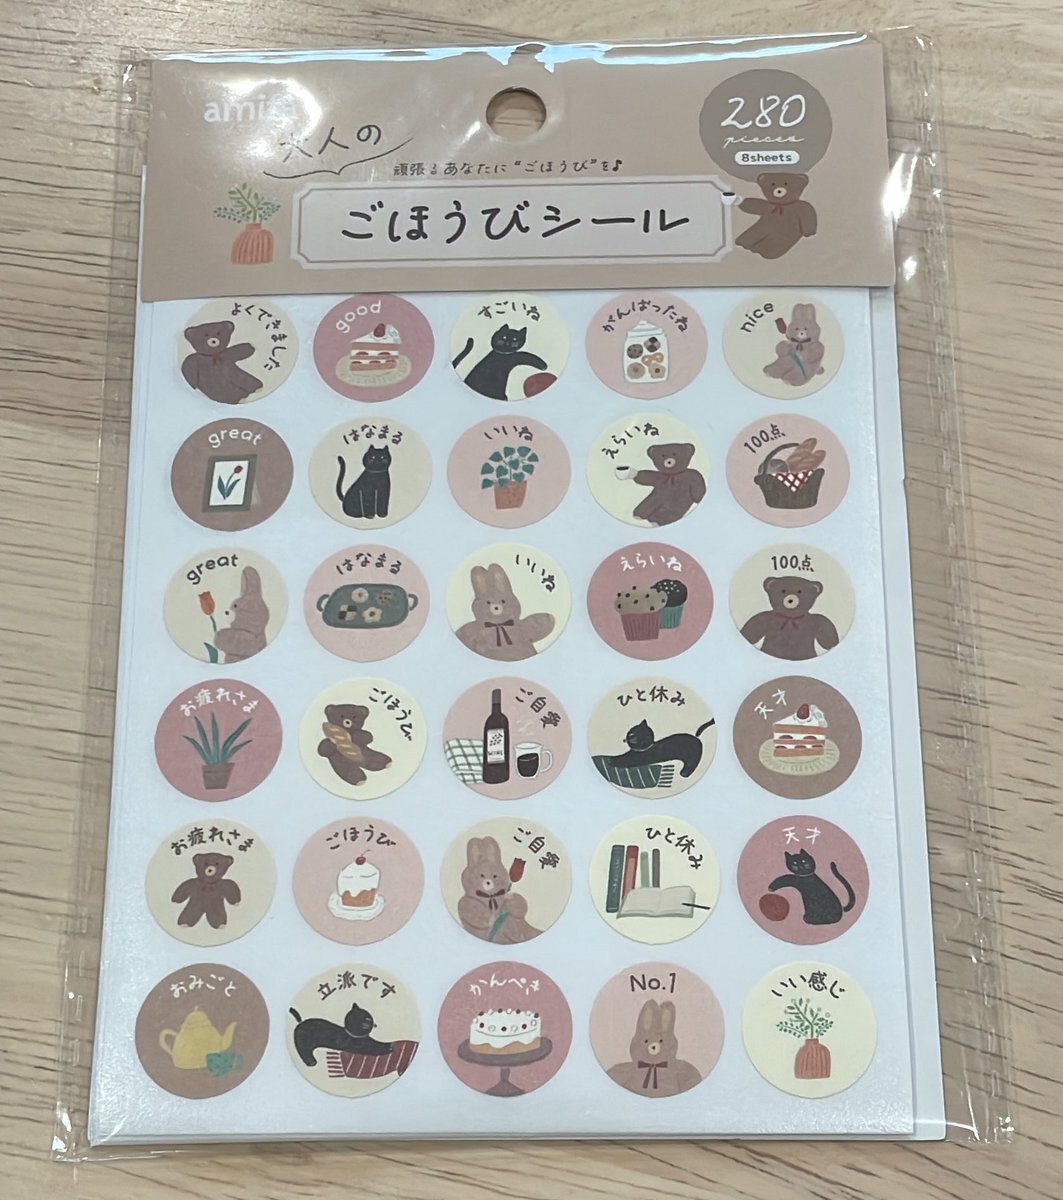 大人の
280
pieces
8sheets
頑張るあなたに“ごほうび”を♪
ごほうびシール
よくできました
good
すごいね
がんばったね
nice
great
はなまる
いいね
えらいね
100点
great
はなまる
いいね
えらいね
100点
お疲れさま
ごほうび
ご自愛
WINE
ひと休み
天才
お疲れさま
ごほうび
ご自愛
ひと休み
天才
おみごと
立派です
かんぺき
No.1
いい感じ